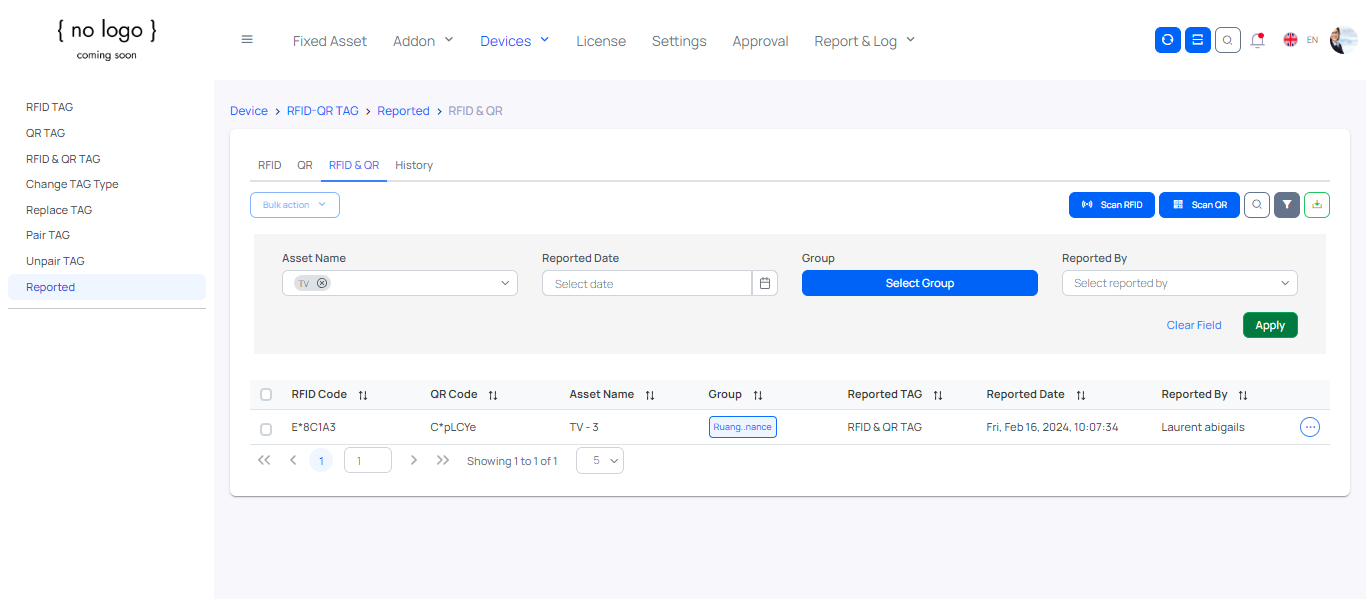 { no logo }
coming soon
Fixed Asset Addon Devices License Settings Approval Report & Log EN
RFID TAG
QR TAG
RFID & QR TAG
Change TAG Type
Replace TAG
Pair TAG
Unpair TAG
Reported
Device > RFID-QR TAG > Reported > RFID & QR
RFID QR RFID & QR History
Bulk action Scan RFID Scan QR
Asset Name Reported Date Group Reported By
TV Select date Select Group Select reported by
Clear Field Apply
RFID Code QR Code Asset Name Group Reported TAG Reported Date Reported By
E*8C1A3 C*pLCYe TV - 3 Ruang..nance RFID & QR TAG Fri, Feb 16, 2024, 10:07:34 Laurent abigails
1 1 Showing 1 to 1 of 1 5